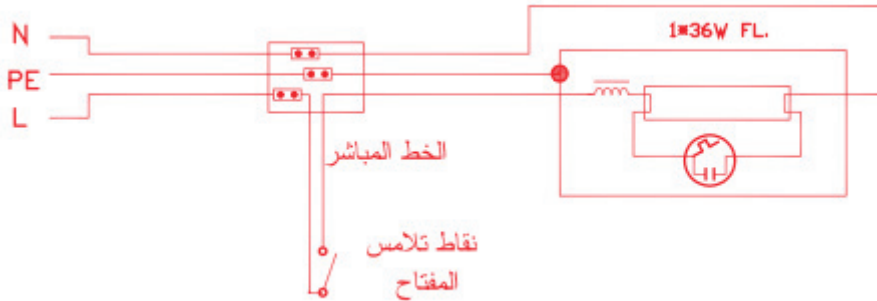 N
PE
L
1*36W FL.
الخط المباشر
نقاط تلامس
المفتاح